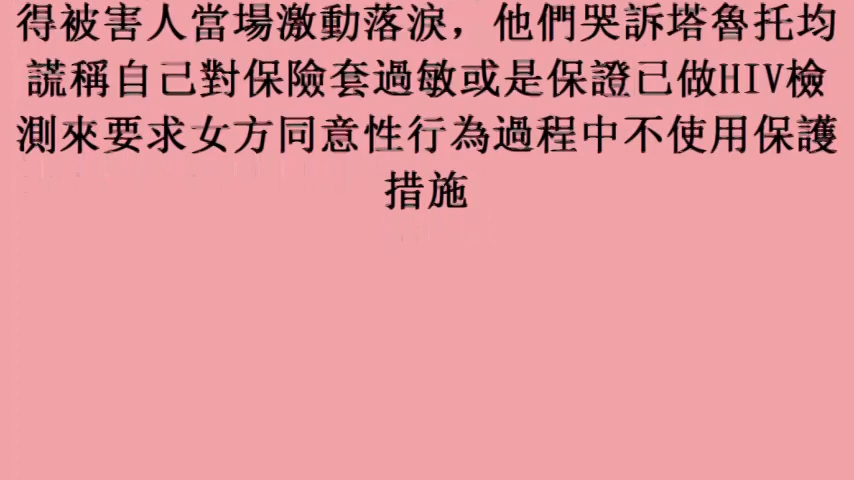 得被害人當場激動落淚，他們哭訴塔魯托均
謊稱自己對保險套過敏或是保證已做HIV檢
測來要求女方同意性行為過程中不使用保護
措施